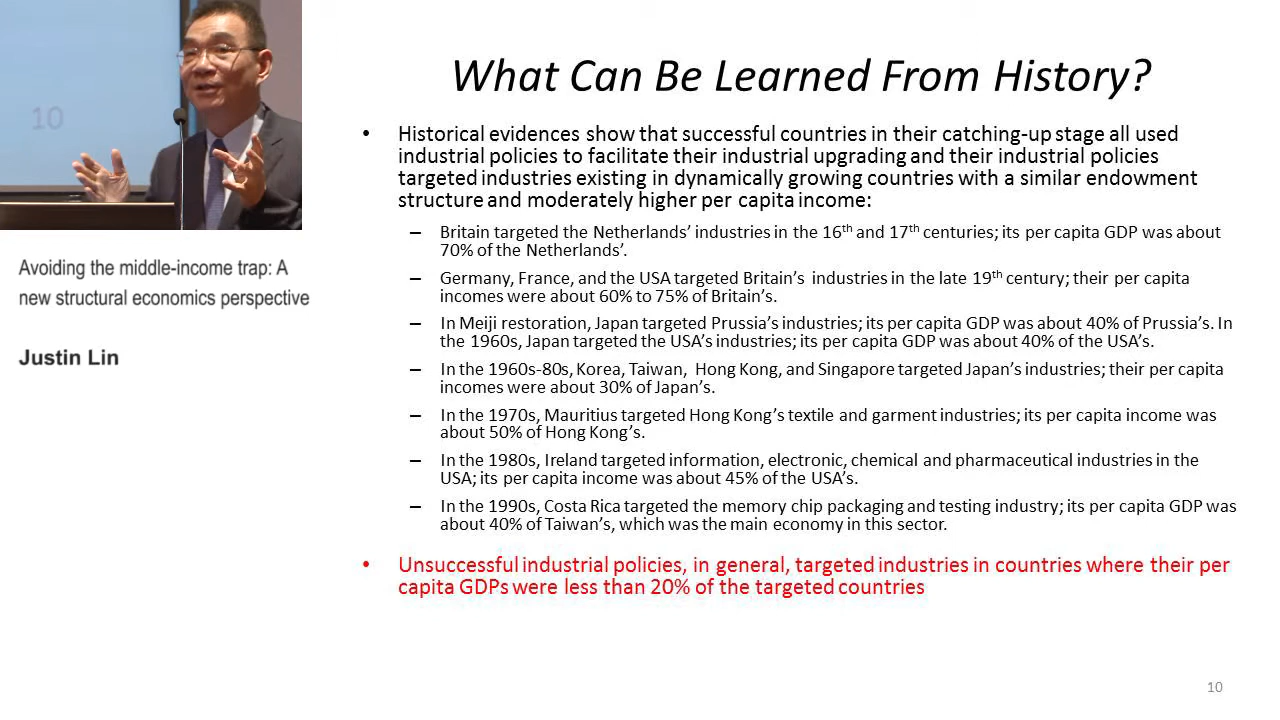 10
Avoiding the middle-income trap: A
new structural economics perspective
Justin Lin
What Can Be Learned From History?
• Historical evidences show that successful countries in their catching-up stage all used
industrial policies to facilitate their industrial upgrading and their industrial policies
targeted industries existing in dynamically growing countries with a similar endowment
structure and moderately higher per capita income:
– Britain targeted the Netherlands’ industries in the 16th and 17th centuries; its per capita GDP was about
70% of the Netherlands’.
– Germany, France, and the USA targeted Britain’s industries in the late 19th century; their per capita
incomes were about 60% to 75% of Britain’s.
– In Meiji restoration, Japan targeted Prussia’s industries; its per capita GDP was about 40% of Prussia’s. In
the 1960s, Japan targeted the USA’s industries; its per capita GDP was about 40% of the USA’s.
– In the 1960s-80s, Korea, Taiwan, Hong Kong, and Singapore targeted Japan’s industries; their per capita
incomes were about 30% of Japan’s.
– In the 1970s, Mauritius targeted Hong Kong’s textile and garment industries; its per capita income was
about 50% of Hong Kong’s.
– In the 1980s, Ireland targeted information, electronic, chemical and pharmaceutical industries in the
USA; its per capita income was about 45% of the USA’s.
– In the 1990s, Costa Rica targeted the memory chip packaging and testing industry; its per capita GDP was
about 40% of Taiwan’s, which was the main economy in this sector.
• Unsuccessful industrial policies, in general, targeted industries in countries where their per
capita GDPs were less than 20% of the targeted countries
10